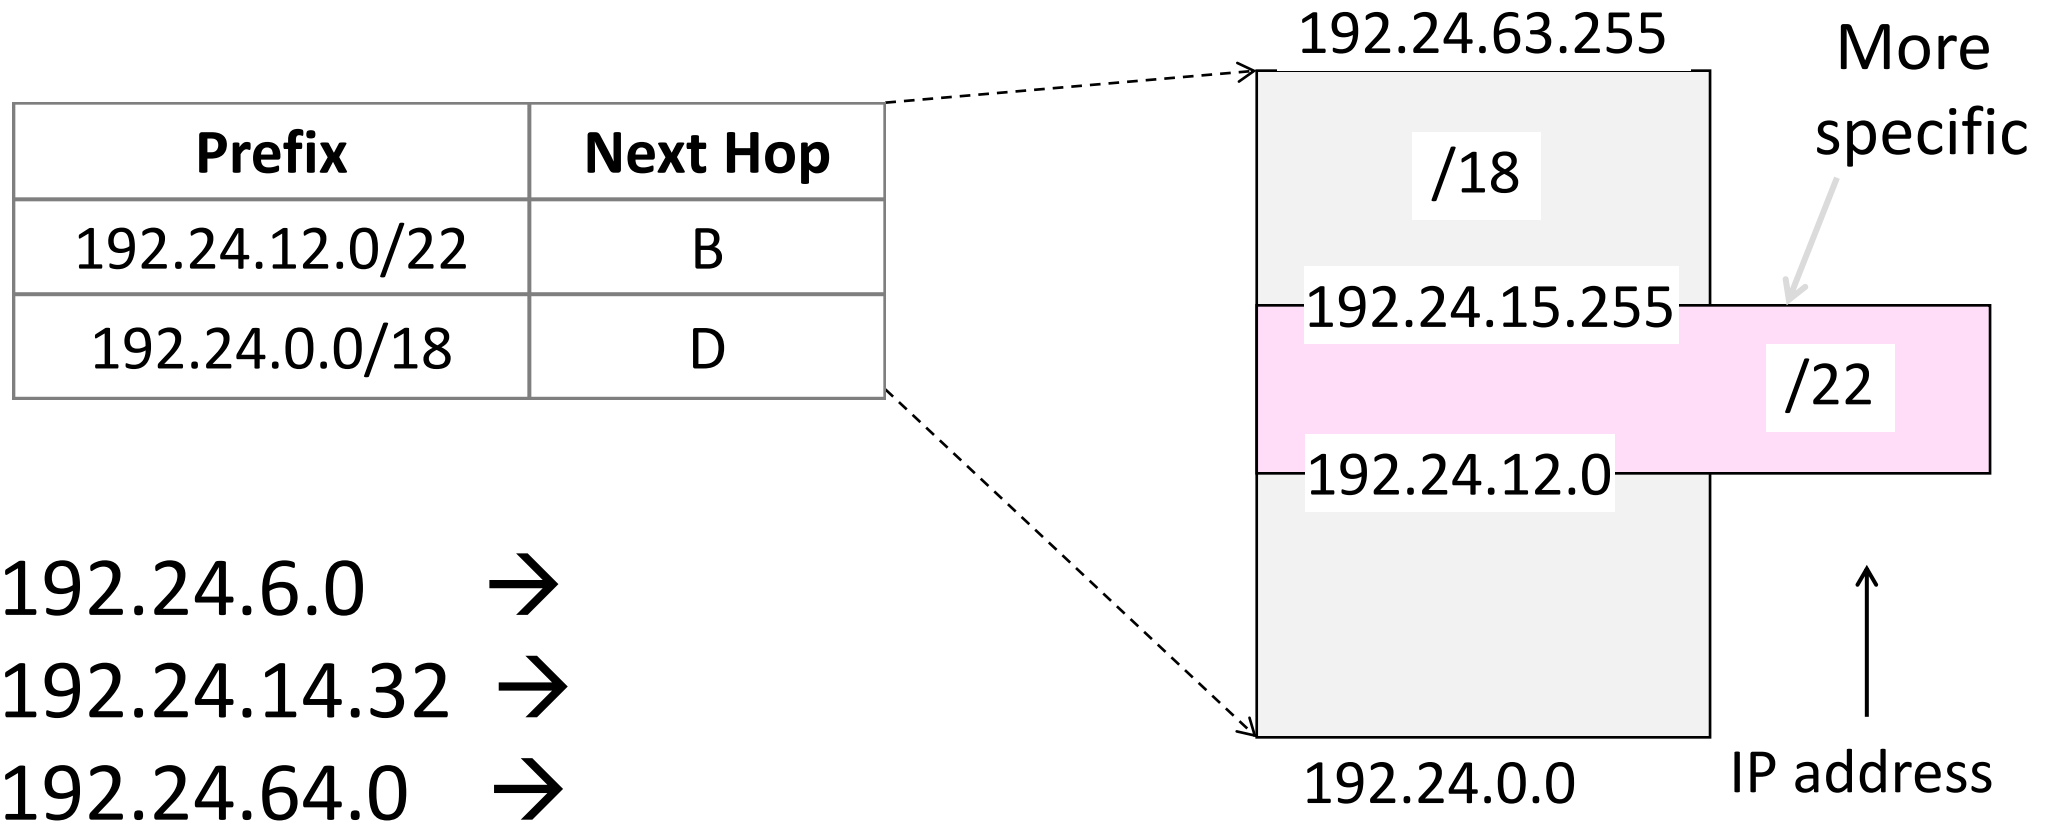 Prefix Next Hop
192.24.12.0/22 B
192.24.0.0/18 D
192.24.6.0 →
192.24.14.32 →
192.24.64.0 →
192.24.63.255
/18
192.24.15.255
/22
192.24.12.0
192.24.0.0
More
specific
IP address